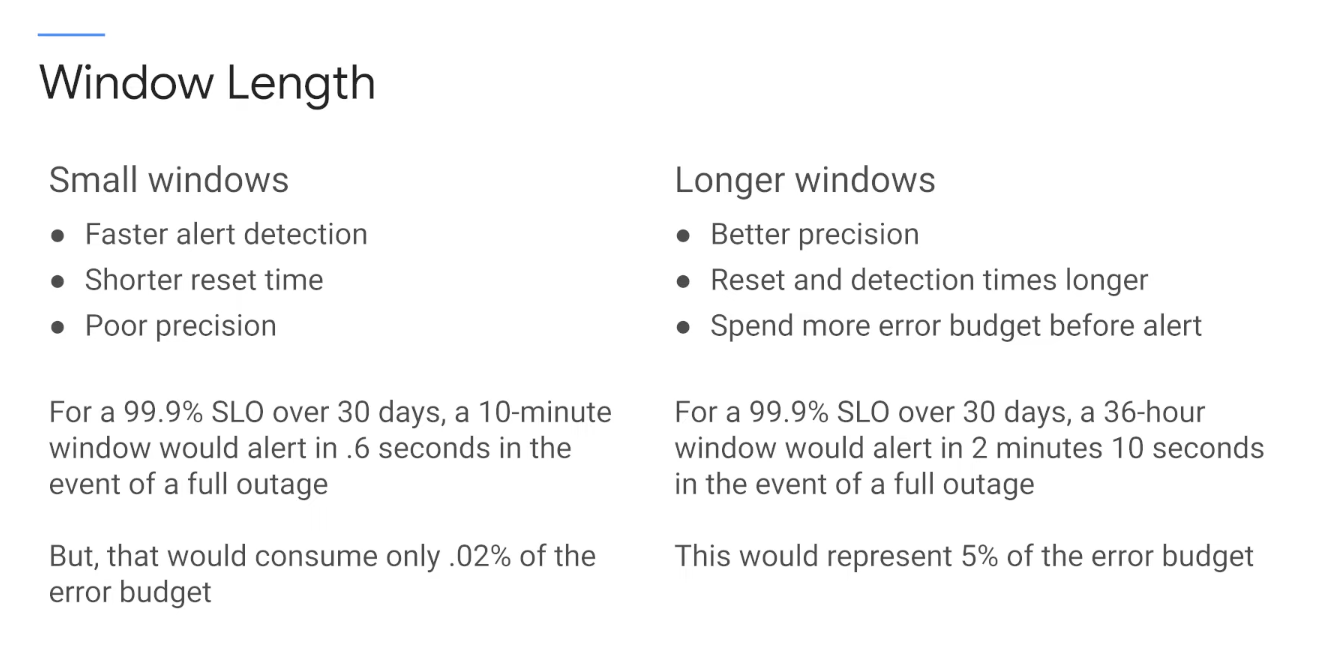 Window Length
Small windows
● Faster alert detection
● Shorter reset time
● Poor precision
For a 99.9% SLO over 30 days, a 10-minute
window would alert in .6 seconds in the
event of a full outage
But, that would consume only .02% of the
error budget
Longer windows
● Better precision
● Reset and detection times longer
● Spend more error budget before alert
For a 99.9% SLO over 30 days, a 36-hour
window would alert in 2 minutes 10 seconds
in the event of a full outage
This would represent 5% of the error budget